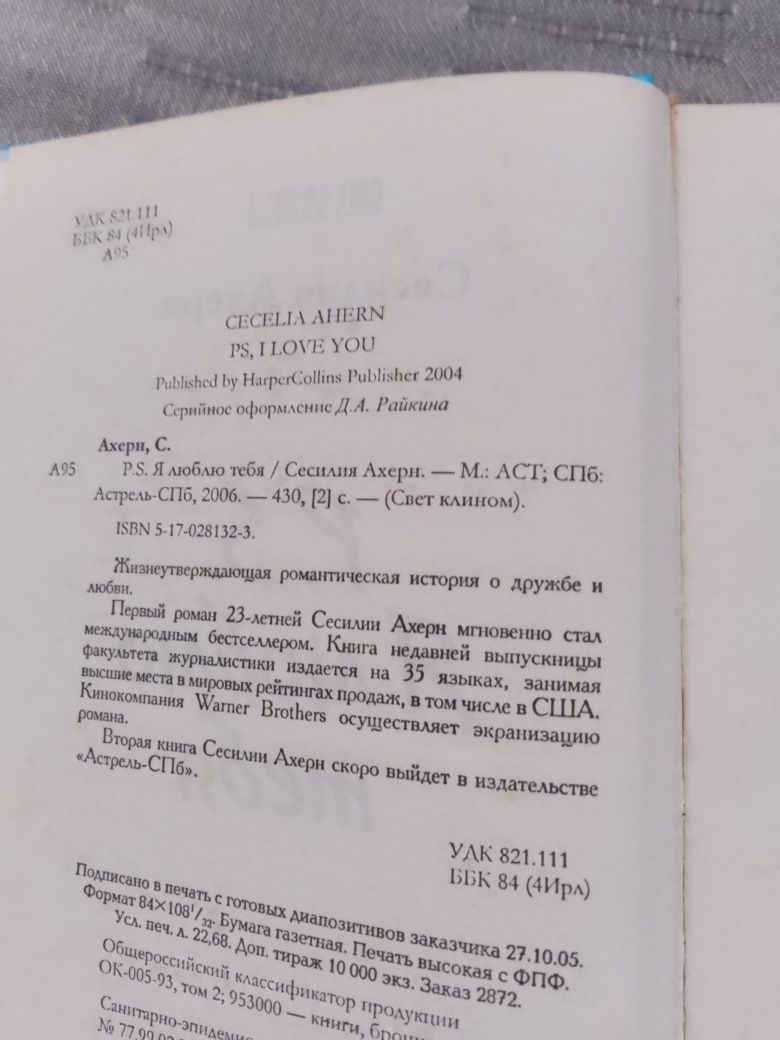 УДК 821.111
ББК 84 (4Ирл)
А95
CECELIA AHERN
PS, I LOVE YOU
Published by HarperCollins Publisher 2004
Серийное оформление Д.А. Райкина
Ахерн, С.
А95 P.S. Я люблю тебя / Сесилия Ахерн. — М.: АСТ; СПб:
Астрель-СПб, 2006. — 430, [2] с. — (Свет клином).
ISBN 5-17-028132-3.
Жизнеутверждающая романтическая история о дружбе и
любви.
Первый роман 23-летней Сесилии Ахерн мгновенно стал
международным бестселлером. Книга недавней выпускницы
факультета журналистики издается на 35 языках, занимая
высшие места в мировых рейтингах продаж, в том числе в США.
Кинокомпания Warner Brothers осуществляет экранизацию
романа.
Вторая книга Сесилии Ахерн скоро выйдет в издательстве
«Астрель-СПб».
УДК 821.111
ББК 84 (4Ирл)
Подписано в печать с готовых диапозитивов заказчика 27.10.05.
Формат 84×108¹/₃₂. Бумага газетная. Печать высокая с ФПФ.
Усл. печ. л. 22,68. Доп. тираж 10 000 экз. Заказ 2872.
Общероссийский классификатор продукции
ОК-005-93, том 2; 953000 — книги,
Санитарно-эпидеми
№ 77.99.02